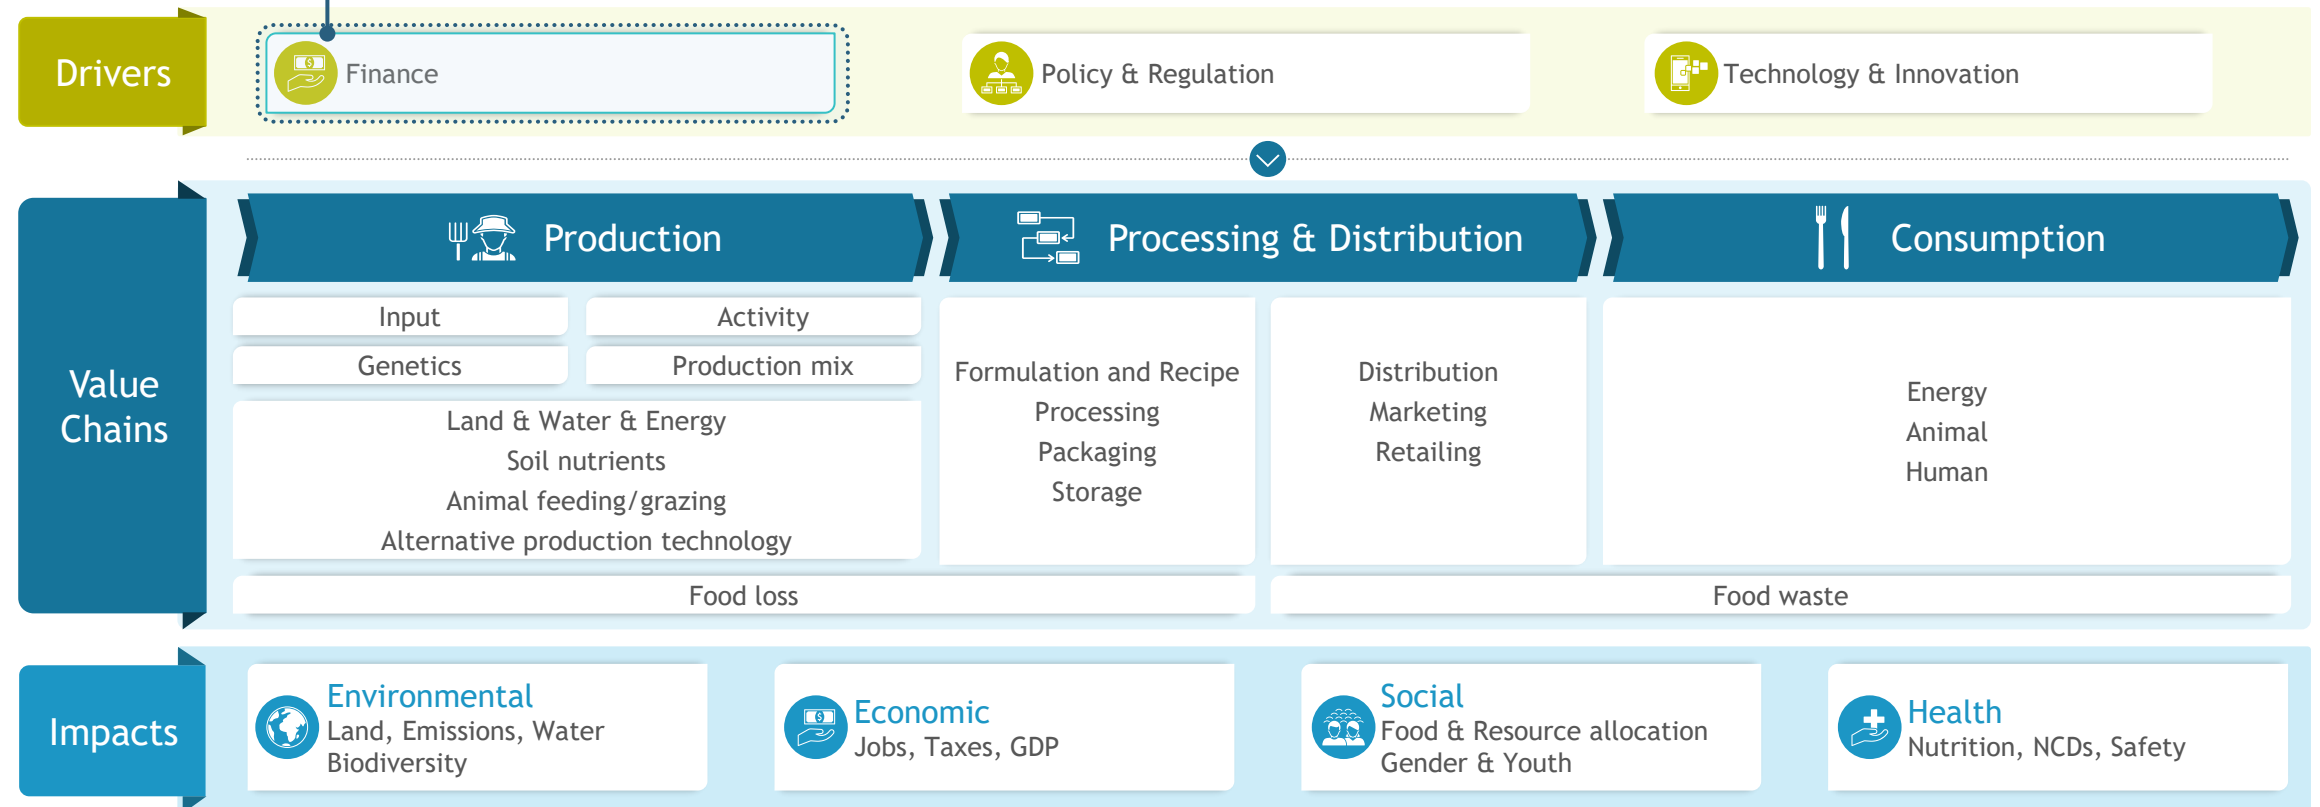 Drivers
Finance
Policy & Regulation
Technology & Innovation
Value
Chains
Production
Processing & Distribution
Consumption
Input
Activity
Genetics
Production mix
Land & Water & Energy
Soil nutrients
Animal feeding/grazing
Alternative production technology
Formulation and Recipe
Processing
Packaging
Storage
Distribution
Marketing
Retailing
Energy
Animal
Human
Food loss
Food waste
Impacts
Environmental
Land, Emissions, Water
Biodiversity
Economic
Jobs, Taxes, GDP
Social
Food & Resource allocation
Gender & Youth
Health
Nutrition, NCDs, Safety